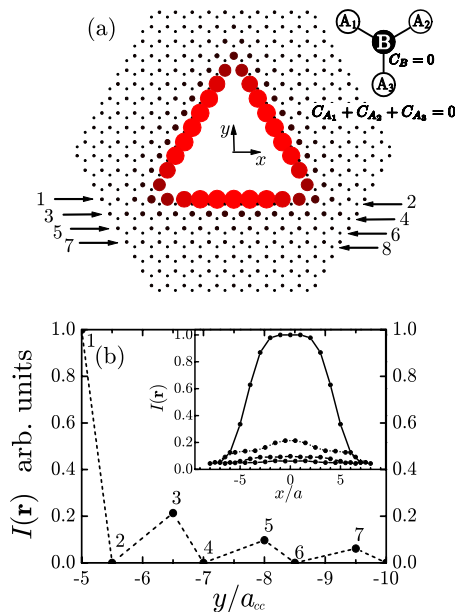 (a)
A₁ A₂
B
C_B = 0
A₃
C_A₁ + C_A₂ + C_A₃ = 0
y
x
1 2
3 4
5 6
7 8
(b)
I(r) arb. units
1.0 0.8 0.6 0.4 0.2 0.0
1 2 3 4 5 6 7
-5 -6 -7 -8 -9 -10
y/a_cc
1.0 0.8 0.6 0.4 0.2 0.0
I(r)
1.0 0.8 0.6 0.4 0.2 0.0
-5 0 5
x/a